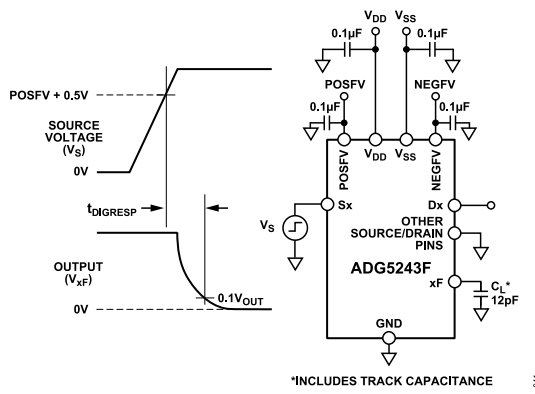 POSFV + 0.5V
SOURCE
VOLTAGE
(VS)
0V
tDIGRESP
OUTPUT
(VxF)
0V
0.1VOUT
VDD
VSS
0.1µF
0.1µF
POSFV
NEGFV
0.1µF
0.1µF
POSFV
VDD
VSS
NEGFV
VS
Sx
Dx
OTHER
SOURCE/DRAIN
PINS
ADG5243F
xF
CL*
12pF
GND
*INCLUDES TRACK CAPACITANCE